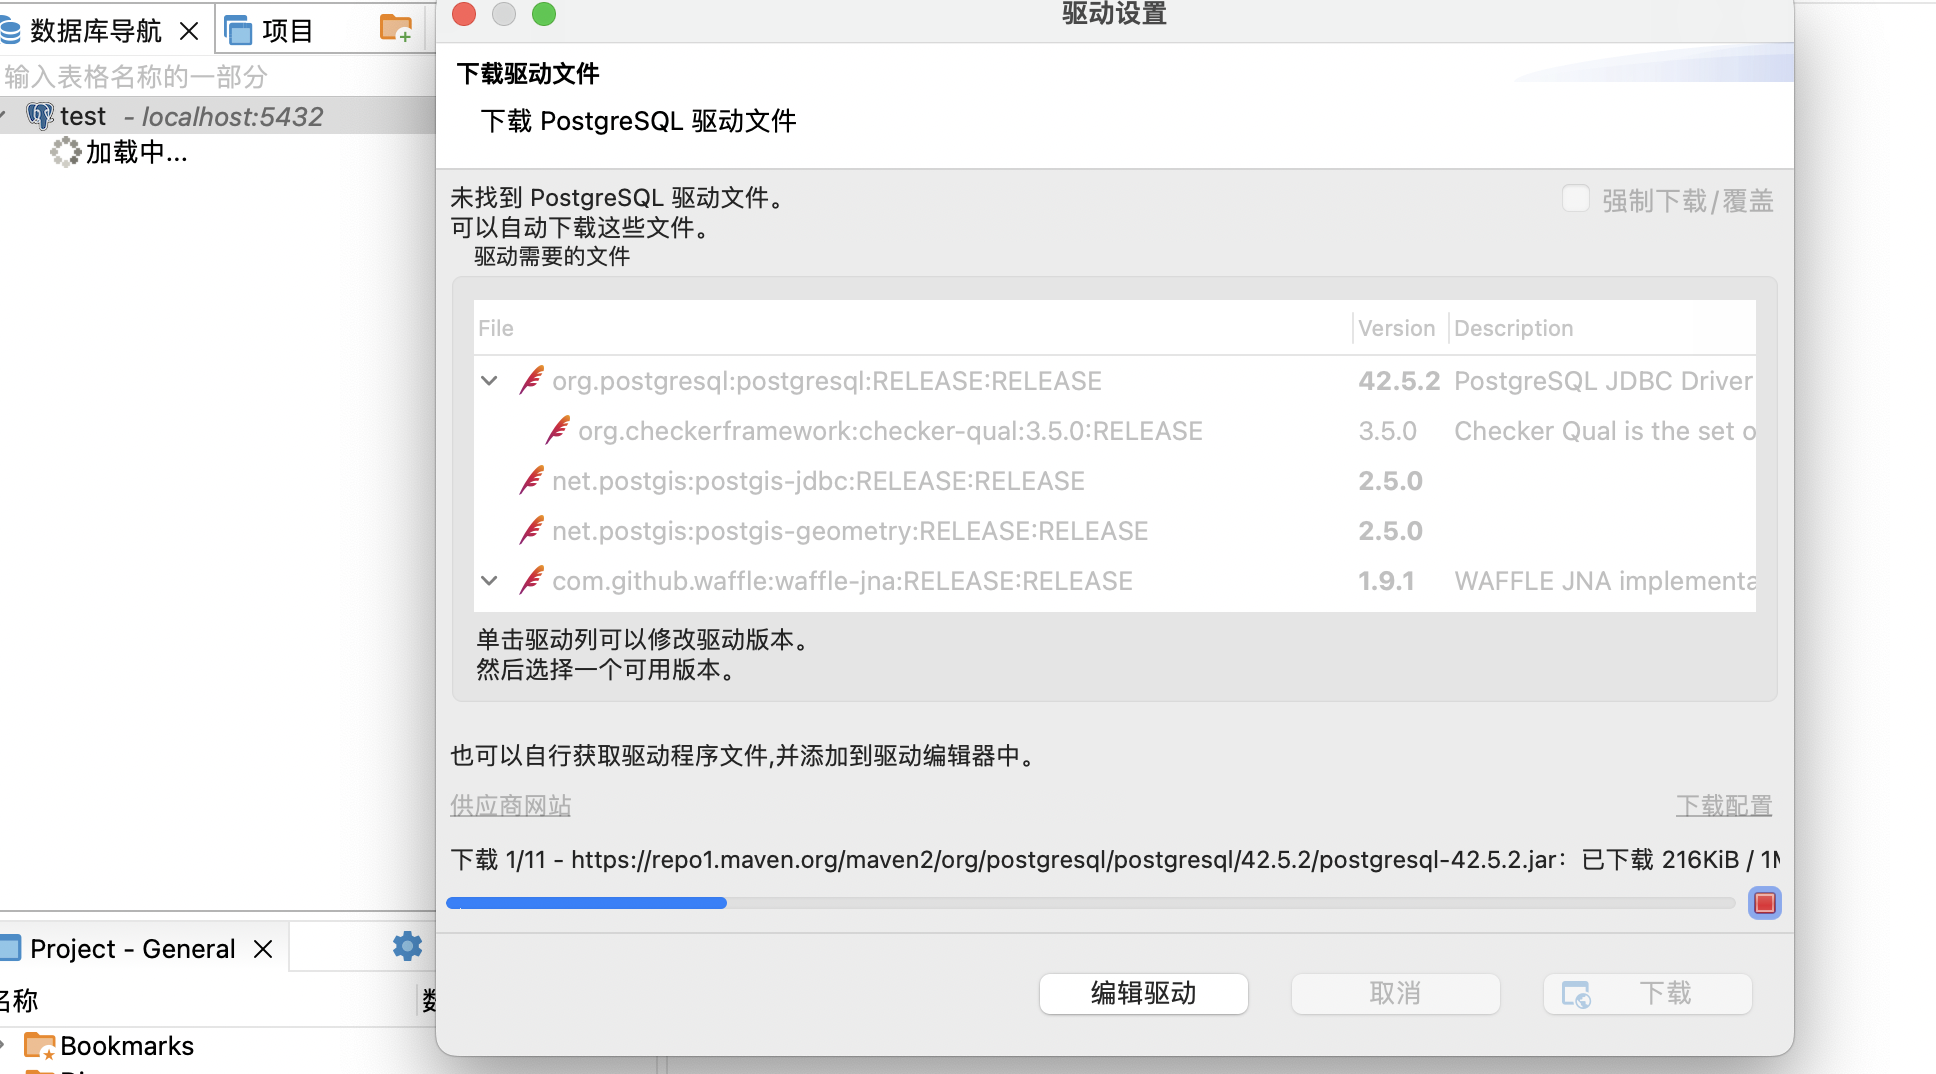 数据库导航
项目
输入表格名称的一部分
test - localhost:5432
加载中...
Project - General
名称
数
Bookmarks
驱动设置
下载驱动文件
下载 PostgreSQL 驱动文件
未找到 PostgreSQL 驱动文件。
可以自动下载这些文件。
强制下载/覆盖
驱动需要的文件
File Version Description
org.postgresql:postgresql:RELEASE:RELEASE 42.5.2 PostgreSQL JDBC Driver
org.checkerframework:checker-qual:3.5.0:RELEASE 3.5.0 Checker Qual is the set o
net.postgis:postgis-jdbc:RELEASE:RELEASE 2.5.0
net.postgis:postgis-geometry:RELEASE:RELEASE 2.5.0
com.github.waffle:waffle-jna:RELEASE:RELEASE 1.9.1 WAFFLE JNA implementa
单击驱动列可以修改驱动版本。
然后选择一个可用版本。
也可以自行获取驱动程序文件,并添加到驱动编辑器中。
供应商网站
下载配置
下载 1/11 - https://repo1.maven.org/maven2/org/postgresql/postgresql/42.5.2/postgresql-42.5.2.jar：已下载 216KiB / 1M
编辑驱动
取消
下载